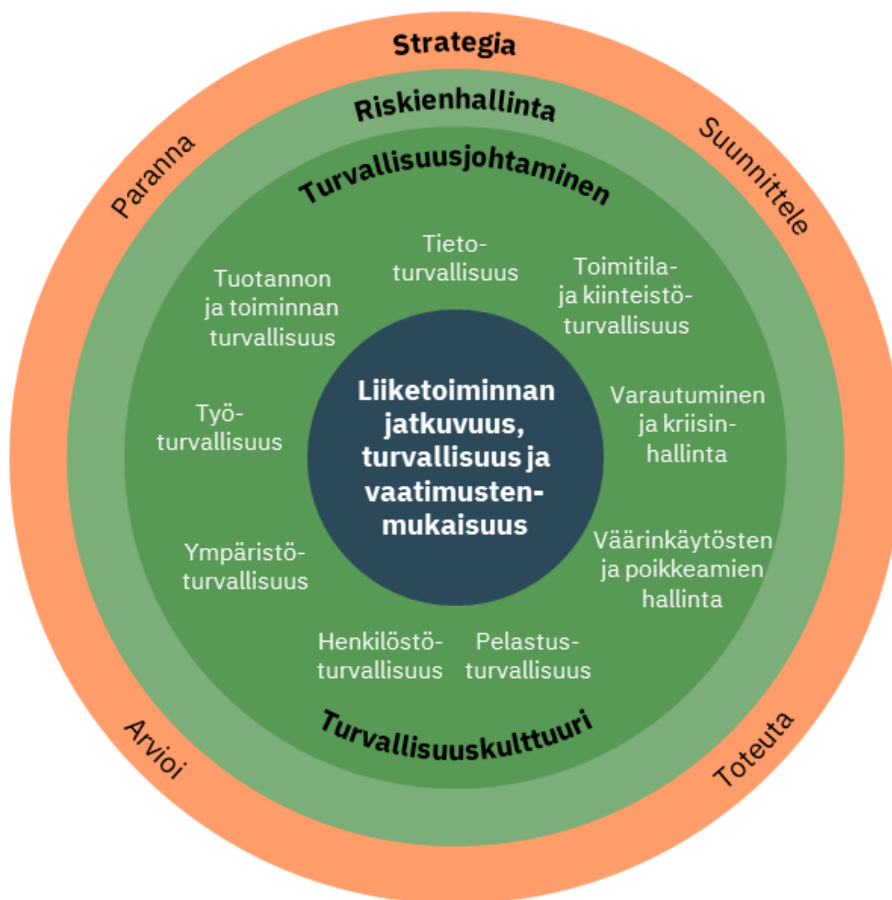 Strategia
Riskienhallinta
Turvallisuusjohtaminen
Paranna
Suunnittele
Tieto-
turvallisuus
Toimitila-
ja kiinteistö-
turvallisuus
Tuotannon
ja toiminnan
turvallisuus
Varautuminen
ja kriisin-
hallinta
Työ-
turvallisuus
Liiketoiminnan
jatkuvuus,
turvallisuus ja
vaatimusten-
mukaisuus
Väärinkäytösten
ja poikkeamien
hallinta
Ympäristö-
turvallisuus
Henkilöstö-
turvallisuus
Pelastus-
turvallisuus
Turvallisuuskulttuuri
Arvioi
Toteuta